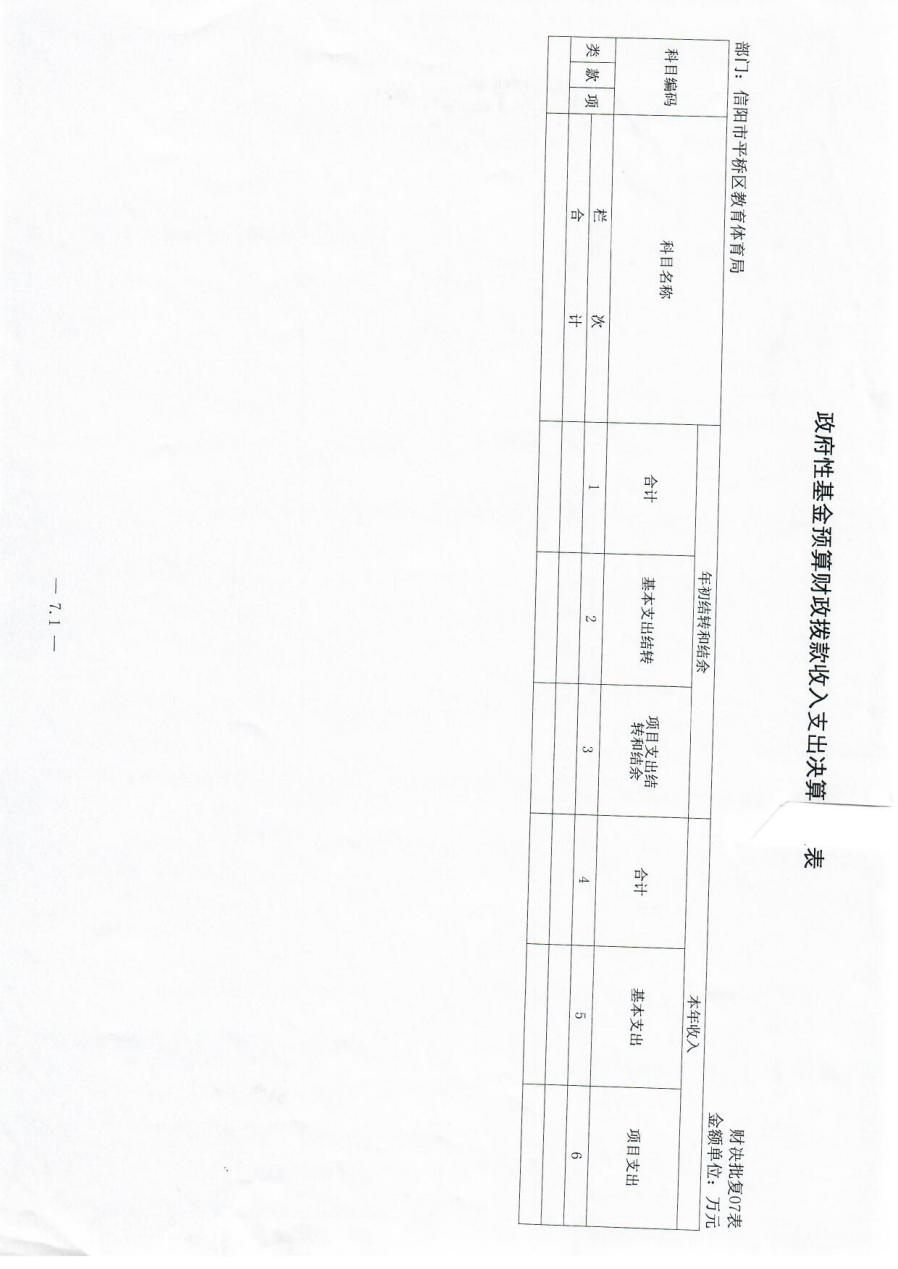 政府性基金预算财政拨款收入支出决算 表
财决批复07表
部门：信阳市平桥区教育体育局 金额单位：万元
科目编码 科目名称 年初结转和结余 本年收入
合计 基本支出结转 项目支出结
转和结余 合计 基本支出 项目支出
类 款 项 栏 次 1 2 3 4 5 6
合 计
— 7.1 —